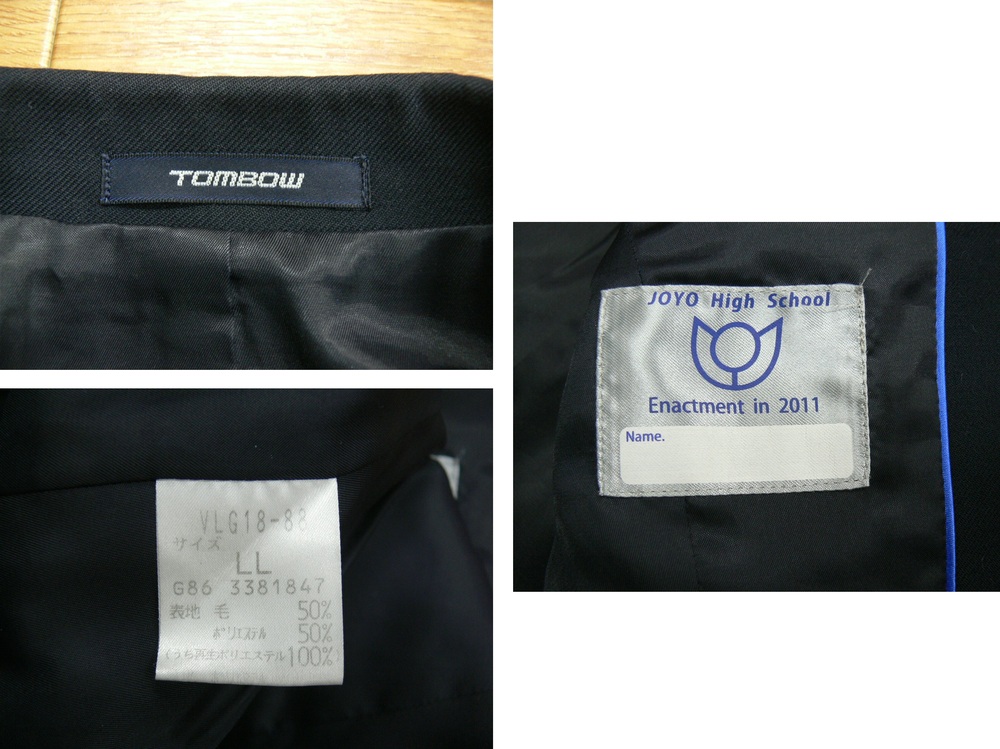 TOMBOW
VLG18-88
サイズ
LL
G86 3381847
表地 毛 50%
ポリエステル 50%
(うち再生ポリエステル100%)
JOYO High School
Enactment in 2011
Name.